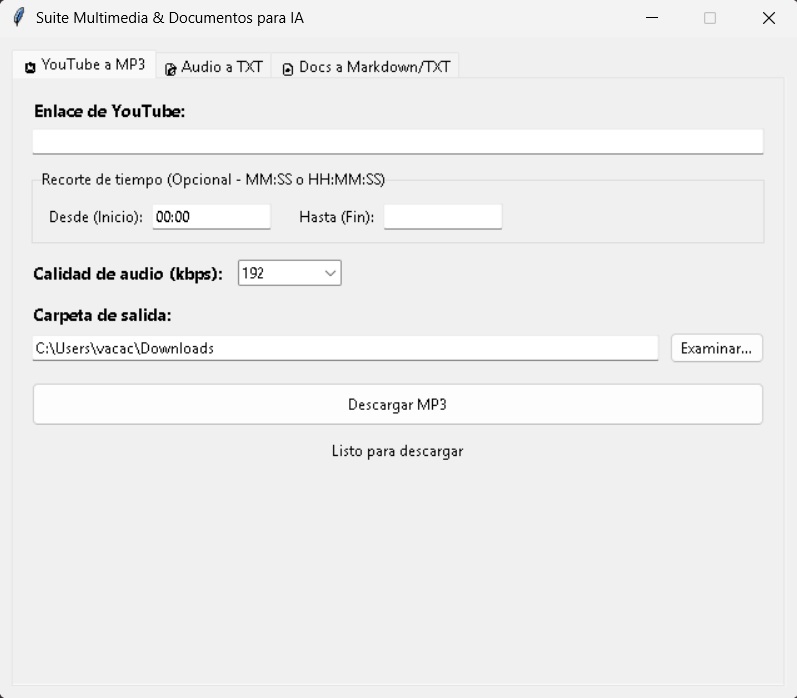 Suite Multimedia & Documentos para IA
YouTube a MP3 Audio a TXT Docs a Markdown/TXT
Enlace de YouTube:
Recorte de tiempo (Opcional - MM:SS o HH:MM:SS)
Desde (Inicio): 00:00 Hasta (Fin):
Calidad de audio (kbps): 192
Carpeta de salida:
C:\Users\vacac\Downloads Examinar...
Descargar MP3
Listo para descargar